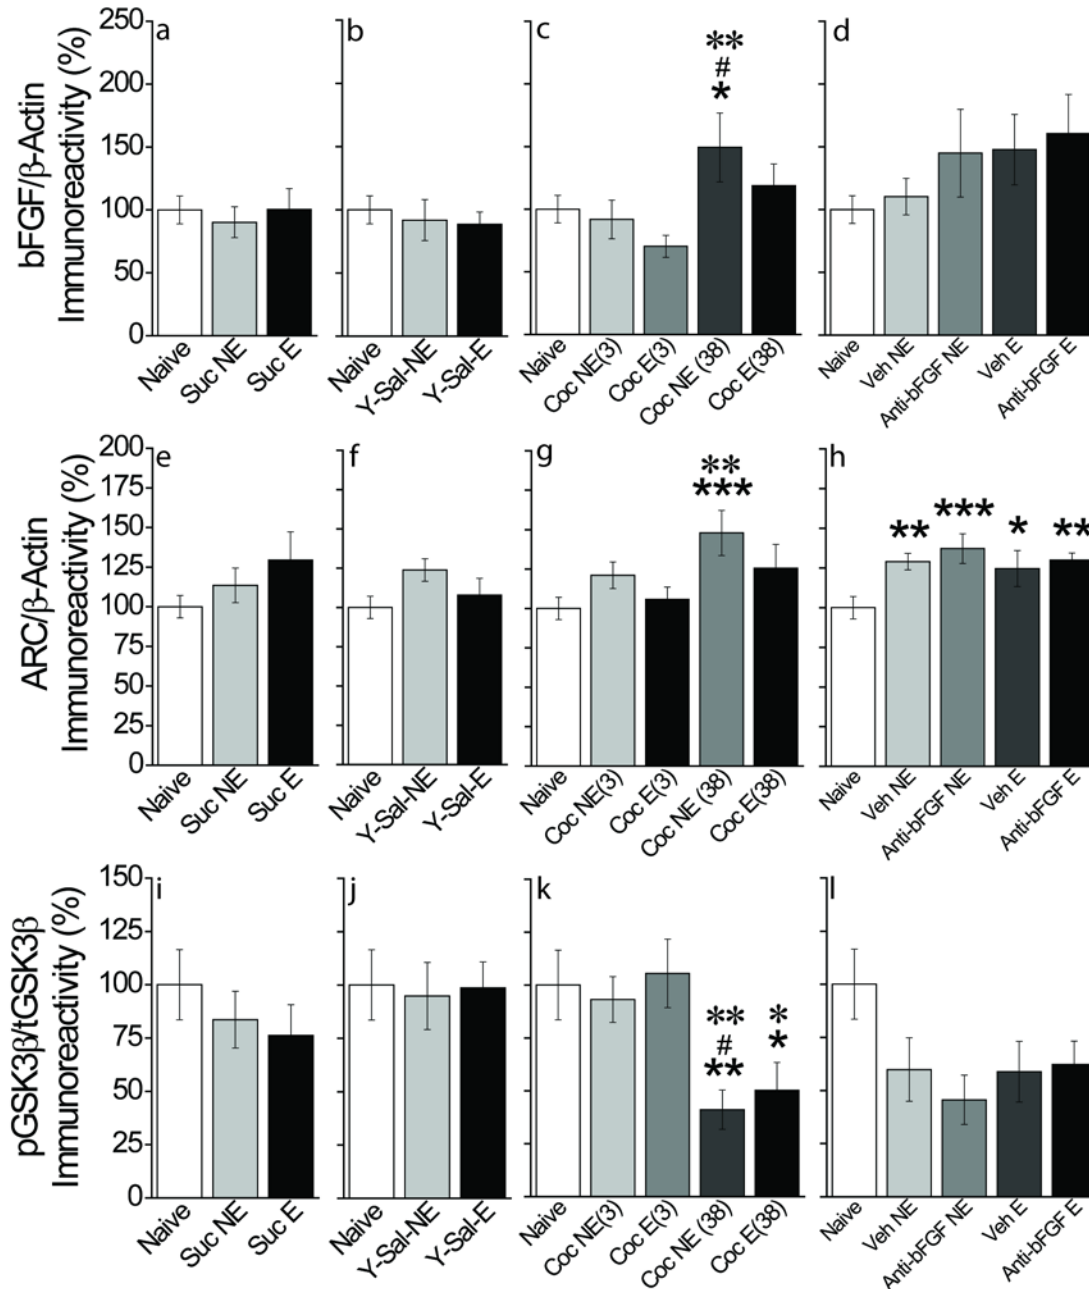 bFGF/β-Actin
Immunoreactivity (%)
250
200
150
100
50
0
a
Naive
Suc NE
Suc E
b
Naive
Y-Sal-NE
Y-Sal-E
c
**
#
*
Naive
Coc NE(3)
Coc E(3)
Coc NE (38)
Coc E(38)
d
Naive
Veh NE
Anti-bFGF NE
Veh E
Anti-bFGF E
ARC/β-Actin
Immunoreactivity (%)
200
175
150
125
100
75
50
25
0
e
Naive
Suc NE
Suc E
f
Naive
Y-Sal-NE
Y-Sal-E
g
**
***
Naive
Coc NE(3)
Coc E(3)
Coc NE (38)
Coc E(38)
h
**
***
*
**
Naive
Veh NE
Anti-bFGF NE
Veh E
Anti-bFGF E
pGSK3β/tGSK3β
Immunoreactivity (%)
150
125
100
75
50
25
0
i
Naive
Suc NE
Suc E
j
Naive
Y-Sal-NE
Y-Sal-E
k
**
#
**
*
*
Naive
Coc NE(3)
Coc E(3)
Coc NE (38)
Coc E(38)
l
Naive
Veh NE
Anti-bFGF NE
Veh E
Anti-bFGF E